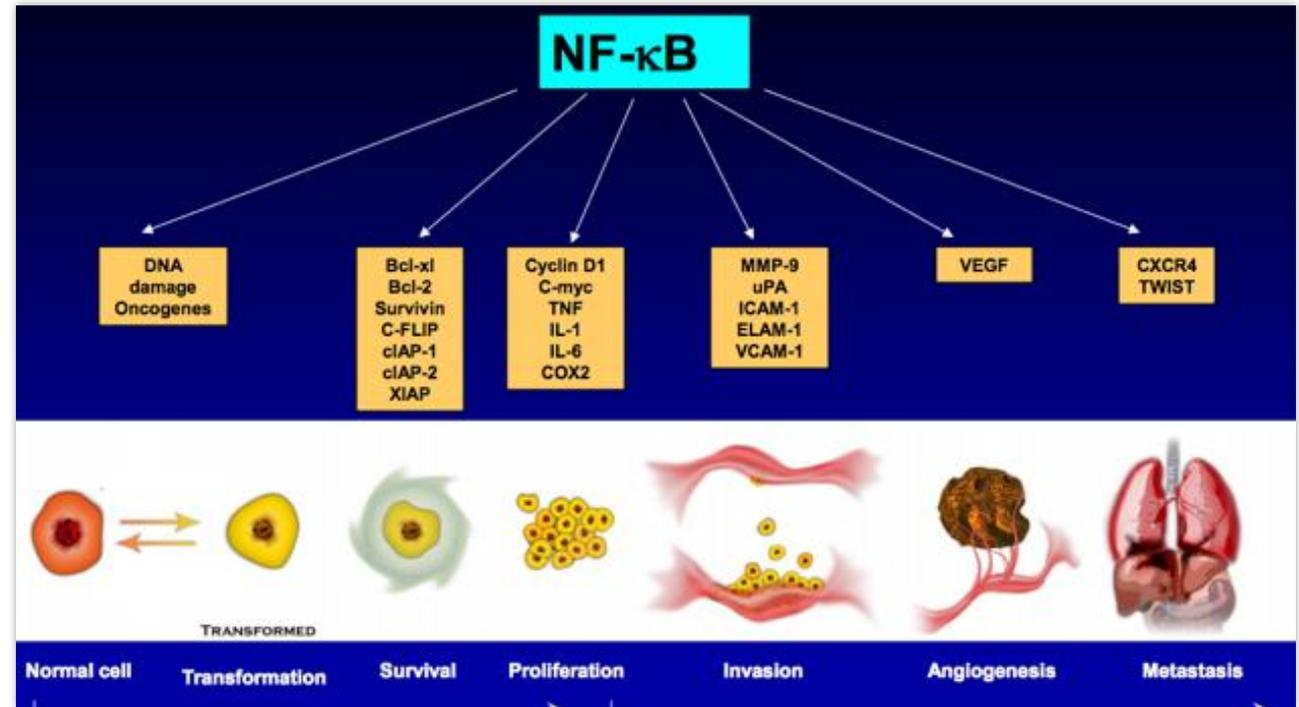 NF-κB
DNA
damage
Oncogenes
Bcl-xl
Bcl-2
Survivin
C-FLIP
cIAP-1
cIAP-2
XIAP
Cyclin D1
C-myc
TNF
IL-1
IL-6
COX2
MMP-9
uPA
ICAM-1
ELAM-1
VCAM-1
VEGF
CXCR4
TWIST
TRANSFORMED
Normal cell
Transformation
Survival
Proliferation
Invasion
Angiogenesis
Metastasis